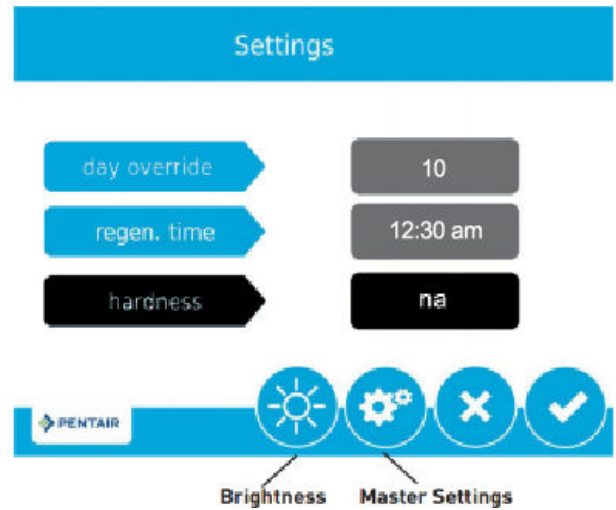 Settings
day override
10
regen. time
12:30 am
hardness
na
PENTAIR
Brightness Master Settings